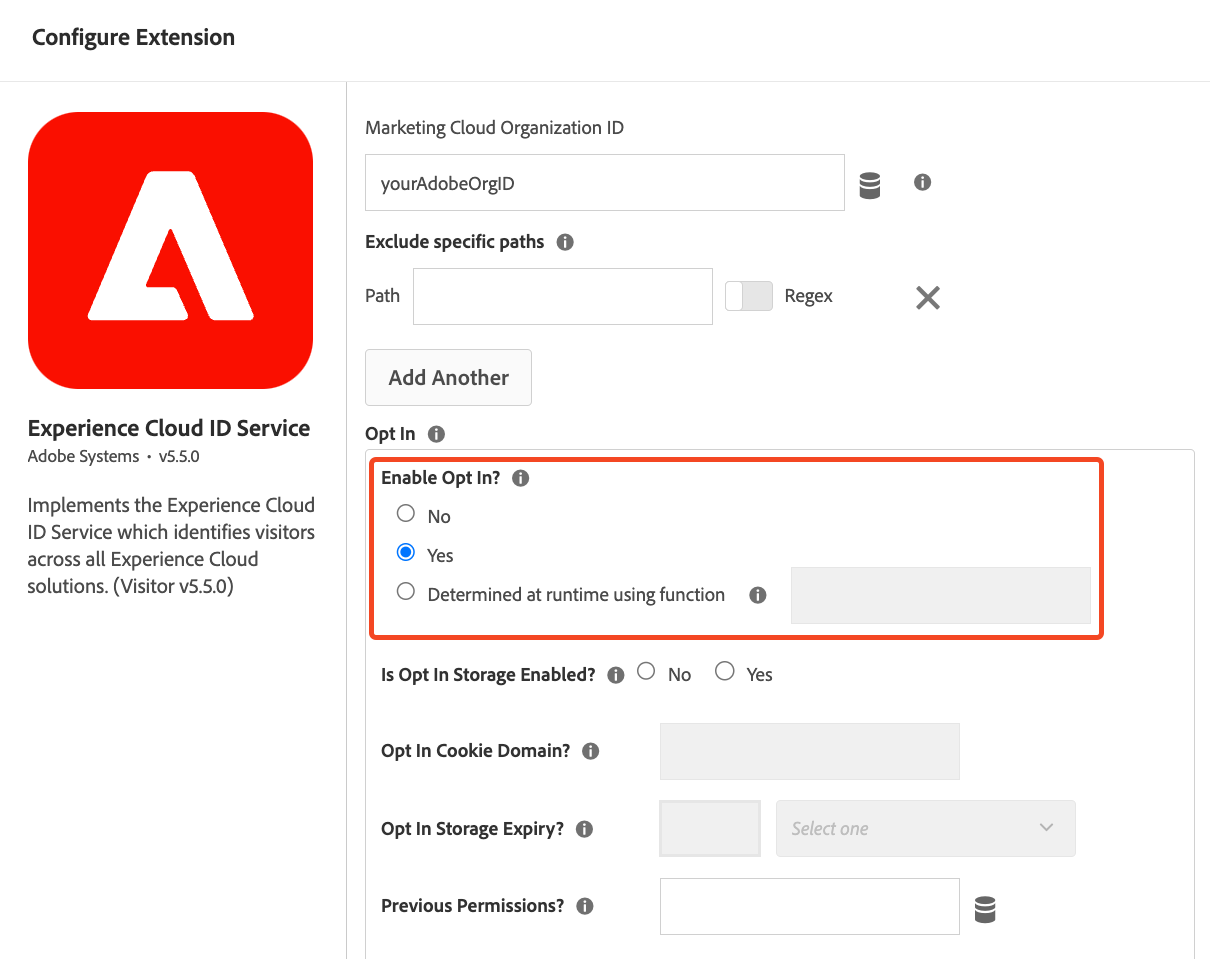 Configure Extension
Experience Cloud ID Service
Adobe Systems • v5.5.0
Implements the Experience Cloud
ID Service which identifies visitors
across all Experience Cloud
solutions. (Visitor v5.5.0)
Marketing Cloud Organization ID
yourAdobeOrgID
Exclude specific paths
Path
Regex
Add Another
Opt In
Enable Opt In?
No
Yes
Determined at runtime using function
Is Opt In Storage Enabled? No Yes
Opt In Cookie Domain?
Opt In Storage Expiry? Select one
Previous Permissions?